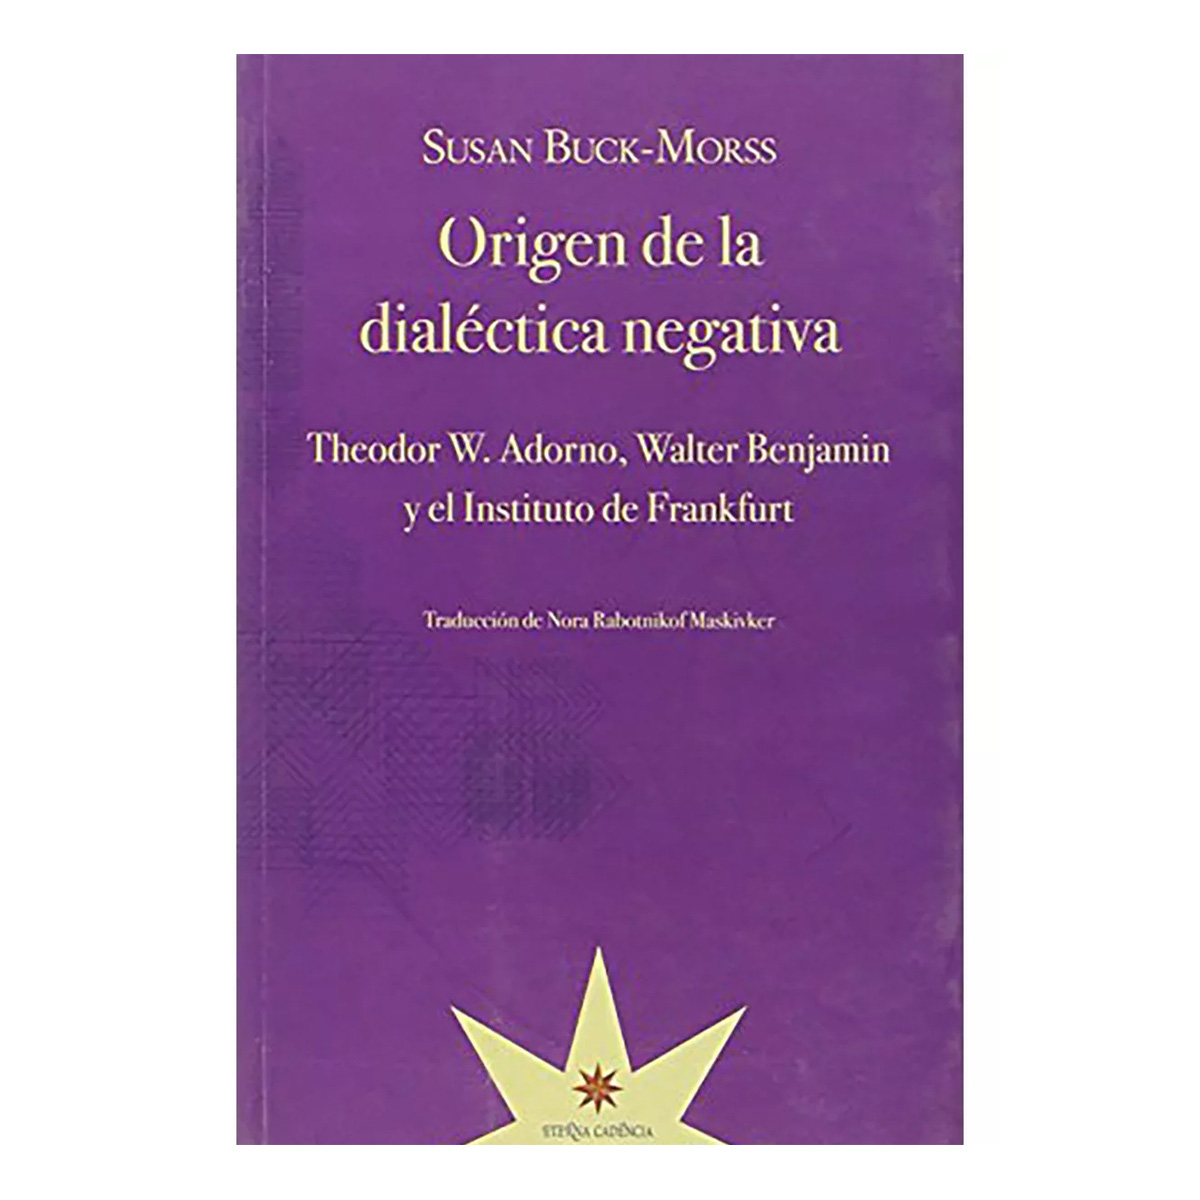 SUSAN BUCK-MORSS
Origen de la
dialéctica negativa
Theodor W. Adorno, Walter Benjamin
y el Instituto de Frankfurt
Traducción de Nora Rabotnikof Maskivker
ETERNA CADÊNCIA